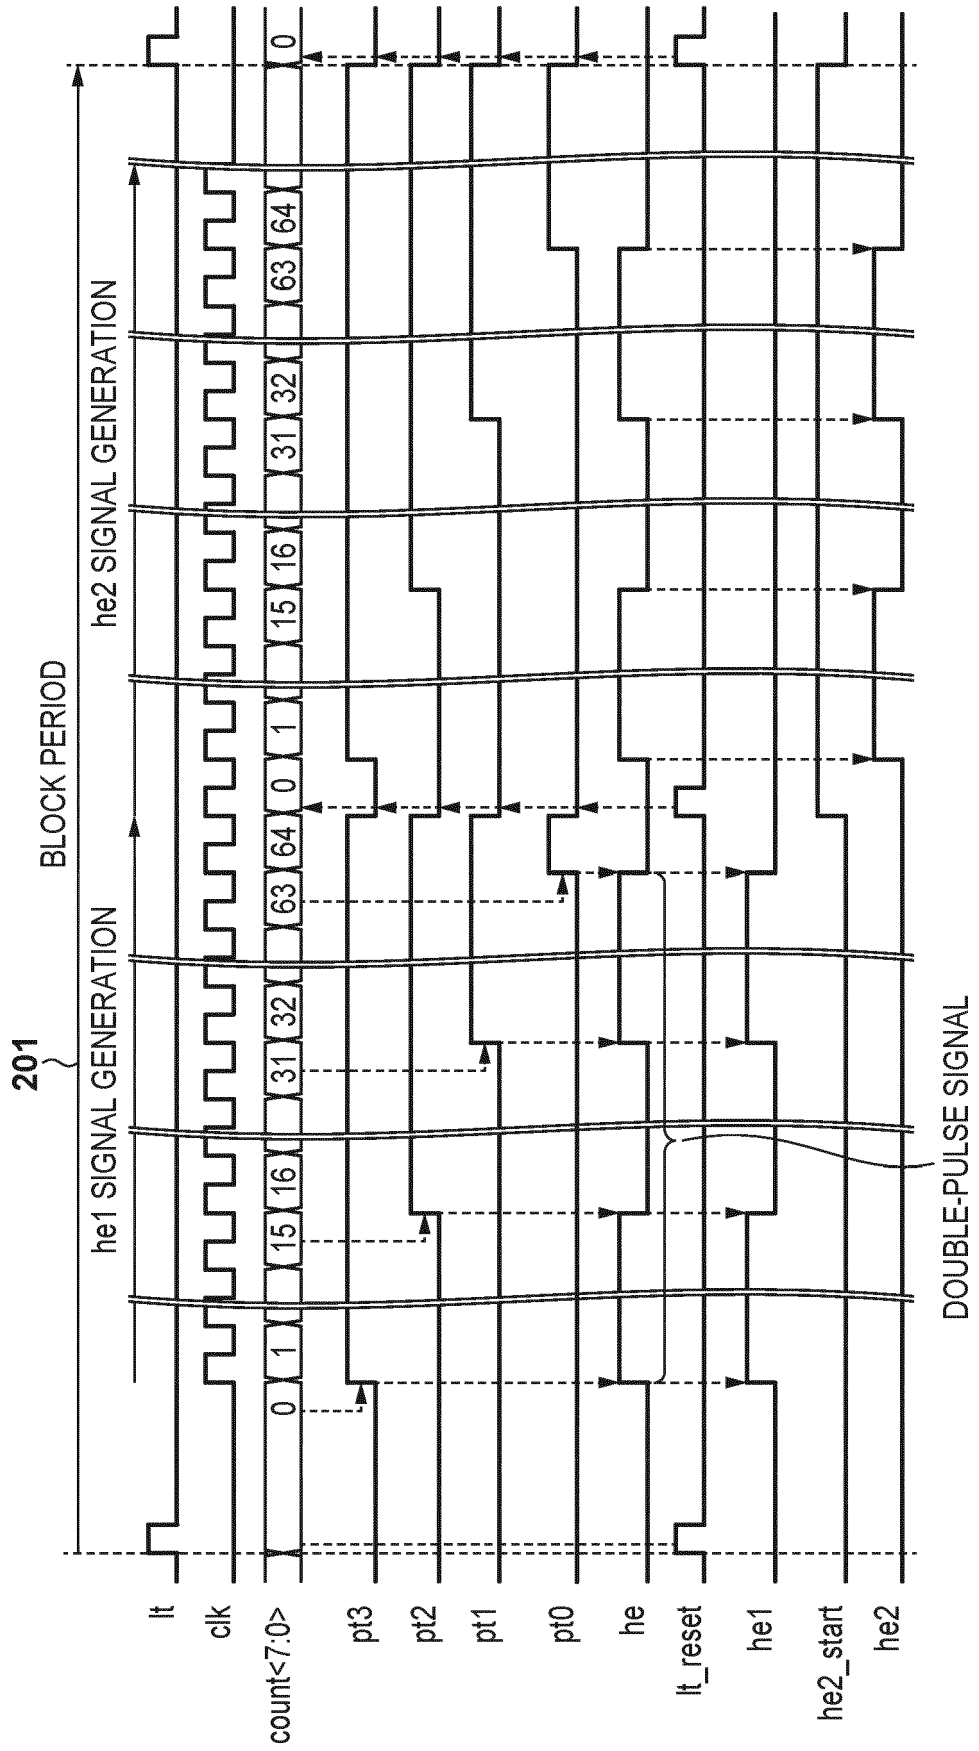 201
BLOCK PERIOD
he1 SIGNAL GENERATION
he2 SIGNAL GENERATION
lt
clk
count<7:0>
0
1
15
16
31
32
63
64
0
1
15
16
31
32
63
64
0
pt3
pt2
pt1
pt0
he
lt_reset
he1
he2_start
he2
DOUBLE-PULSE SIGNAL